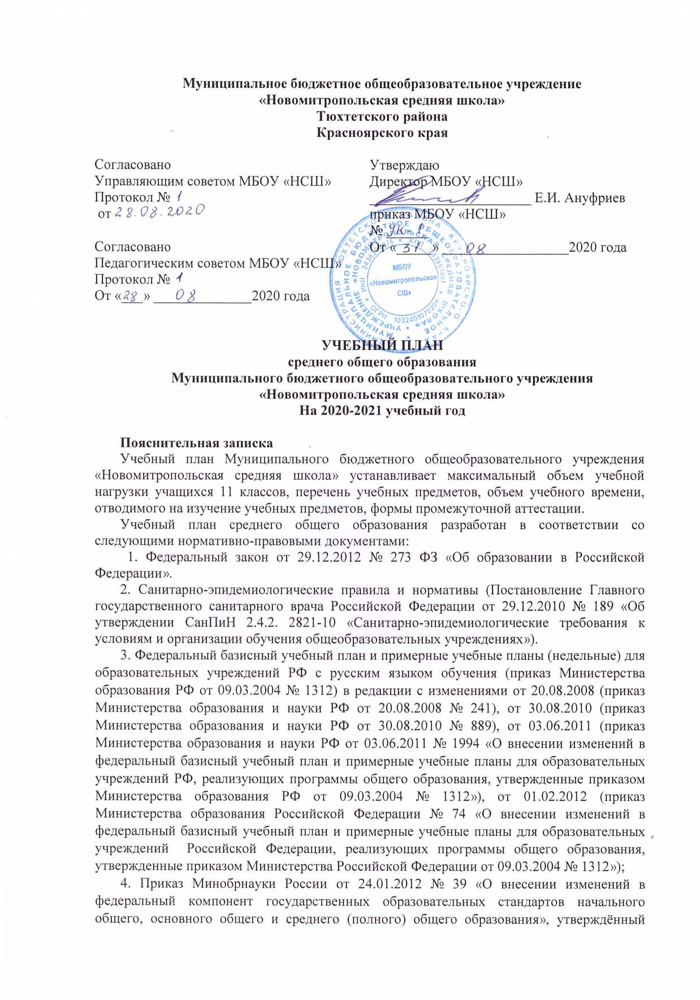 Муниципальное бюджетное общеобразовательное учреждение
«Новомитропольская средняя школа»
Тюхтетского района
Красноярского края
Согласовано
Управляющим советом МБОУ «НСШ»
Протокол № 1
от 28.08.2020
Согласовано
Педагогическим советом МБОУ «НСШ»
Протокол № 1
От «28» 08 2020 года
Утверждаю
Директор МБОУ «НСШ»
Е.И. Ануфриев
приказ МБОУ «НСШ»
№ УК-1
От «31» 08 2020 года
МБОУ
«Новомитропольская
СШ»
ОГРН 1032401070206
УЧЕБНЫЙ ПЛАН
среднего общего образования
Муниципального бюджетного общеобразовательного учреждения
«Новомитропольская средняя школа»
На 2020-2021 учебный год
Пояснительная записка
Учебный план Муниципального бюджетного общеобразовательного учреждения
«Новомитропольская средняя школа» устанавливает максимальный объем учебной
нагрузки учащихся 11 классов, перечень учебных предметов, объем учебного времени,
отводимого на изучение учебных предметов, формы промежуточной аттестации.
Учебный план среднего общего образования разработан в соответствии со
следующими нормативно-правовыми документами:
1. Федеральный закон от 29.12.2012 № 273 ФЗ «Об образовании в Российской
Федерации».
2. Санитарно-эпидемиологические правила и нормативы (Постановление Главного
государственного санитарного врача Российской Федерации от 29.12.2010 № 189 «Об
утверждении СанПиН 2.4.2. 2821-10 «Санитарно-эпидемиологические требования к
условиям и организации обучения общеобразовательных учреждениях»).
3. Федеральный базисный учебный план и примерные учебные планы (недельные) для
образовательных учреждений РФ с русским языком обучения (приказ Министерства
образования РФ от 09.03.2004 № 1312) в редакции с изменениями от 20.08.2008 (приказ
Министерства образования и науки РФ от 20.08.2008 № 241), от 30.08.2010 (приказ
Министерства образования и науки РФ от 30.08.2010 № 889), от 03.06.2011 (приказ
Министерства образования и науки РФ от 03.06.2011 № 1994 «О внесении изменений в
федеральный базисный учебный план и примерные учебные планы для образовательных
учреждений РФ, реализующих программы общего образования, утвержденные приказом
Министерства образования РФ от 09.03.2004 № 1312»), от 01.02.2012 (приказ
Министерства образования Российской Федерации № 74 «О внесении изменений в
федеральный базисный учебный план и примерные учебные планы для образовательных
учреждений Российской Федерации, реализующих программы общего образования,
утвержденные приказом Министерства Российской Федерации от 09.03.2004 № 1312»);
4. Приказ Минобрнауки России от 24.01.2012 № 39 «О внесении изменений в
федеральный компонент государственных образовательных стандартов начального
общего, основного общего и среднего (полного) общего образования», утверждённый